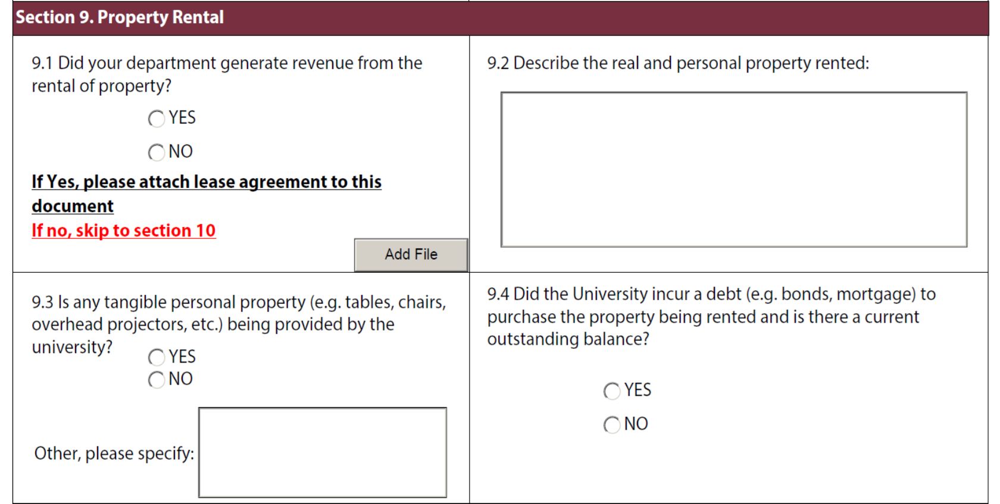 Section 9. Property Rental
9.1 Did your department generate revenue from the
rental of property?
YES
NO
If Yes, please attach lease agreement to this
document
If no, skip to section 10
Add File
9.2 Describe the real and personal property rented:
9.3 Is any tangible personal property (e.g. tables, chairs,
overhead projectors, etc.) being provided by the
university?
YES
NO
Other, please specify:
9.4 Did the University incur a debt (e.g. bonds, mortgage) to
purchase the property being rented and is there a current
outstanding balance?
YES
NO